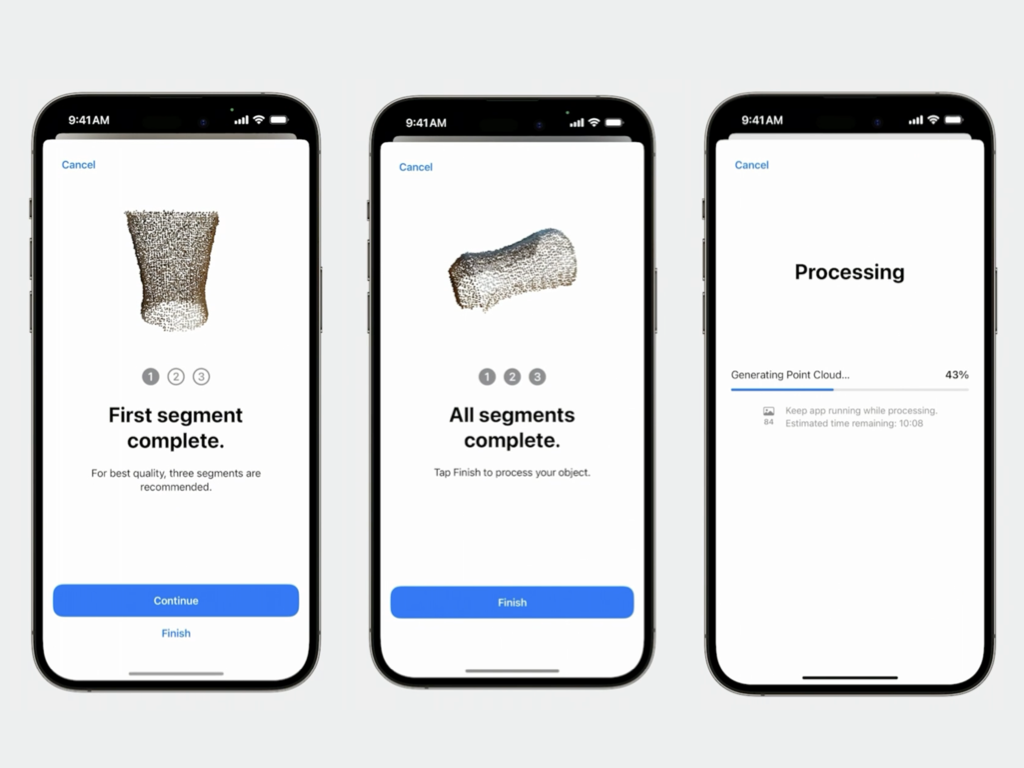 9:41AM
Cancel
1 2 3
First segment
complete.
For best quality, three segments are
recommended.
Continue
Finish
9:41AM
Cancel
1 2 3
All segments
complete.
Tap Finish to process your object.
Finish
9:41AM
Cancel
Processing
Generating Point Cloud... 43%
84
Keep app running while processing.
Estimated time remaining: 10:08